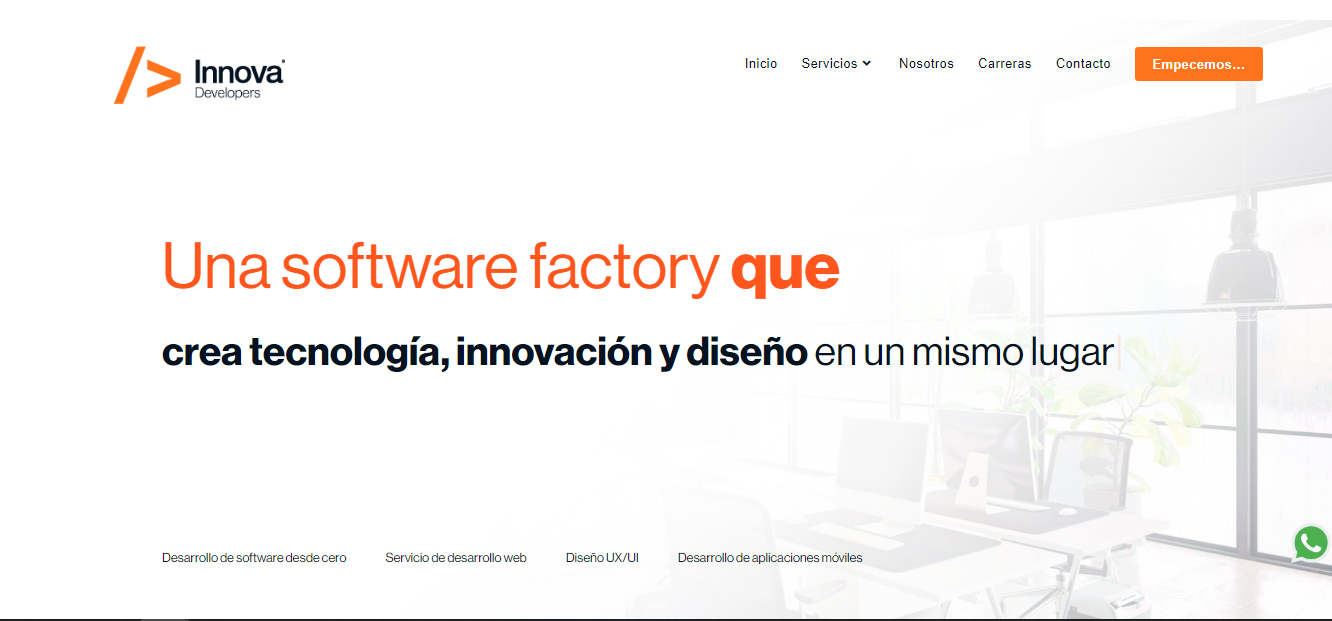 Innova
Developers
Inicio
Servicios
Nosotros
Carreras
Contacto
Empecemos...
Una software factory que
crea tecnología, innovación y diseño en un mismo lugar
Desarrollo de software desde cero
Servicio de desarrollo web
Diseño UX/UI
Desarrollo de aplicaciones móviles